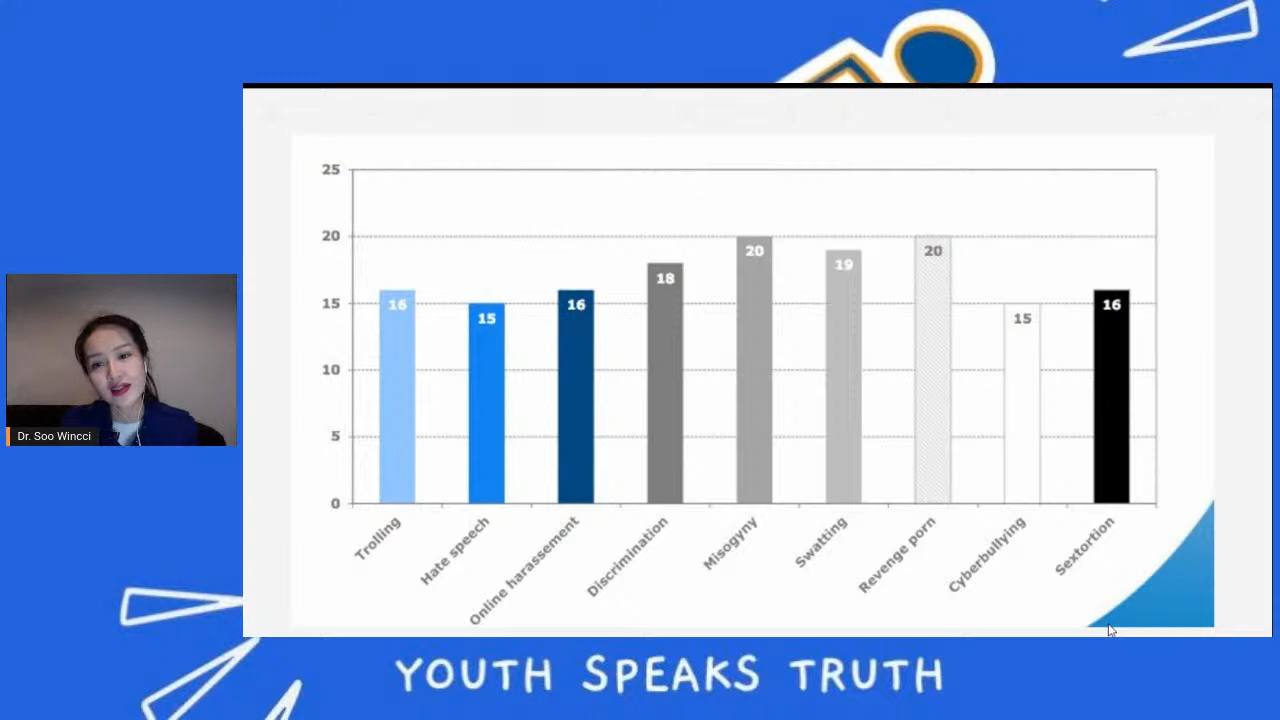 25
20
15
10
5
0
16
15
16
18
20
19
20
15
16
Trolling
Hate speech
Online harassement
Discrimination
Misogyny
Swatting
Revenge porn
Cyberbullying
Sextortion
Dr. Soo Wincci
YOUTH SPEAKS TRUTH